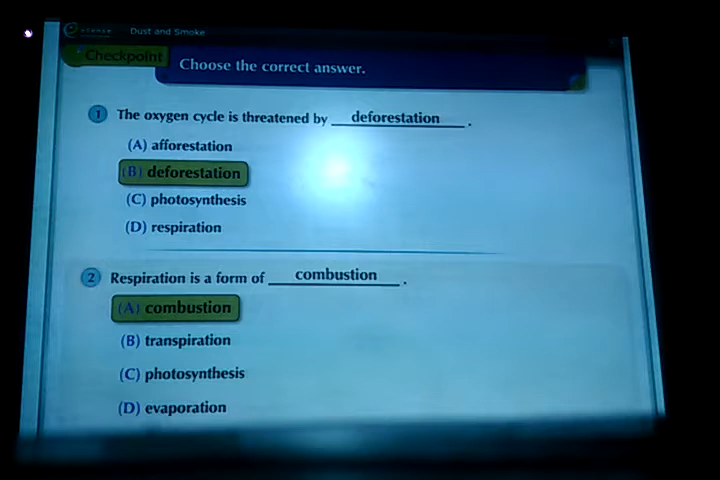 Dust and Smoke
Checkpoint
Choose the correct answer.
1 The oxygen cycle is threatened by deforestation.
(A) afforestation
(B) deforestation
(C) photosynthesis
(D) respiration
2 Respiration is a form of combustion.
(A) combustion
(B) transpiration
(C) photosynthesis
(D) evaporation